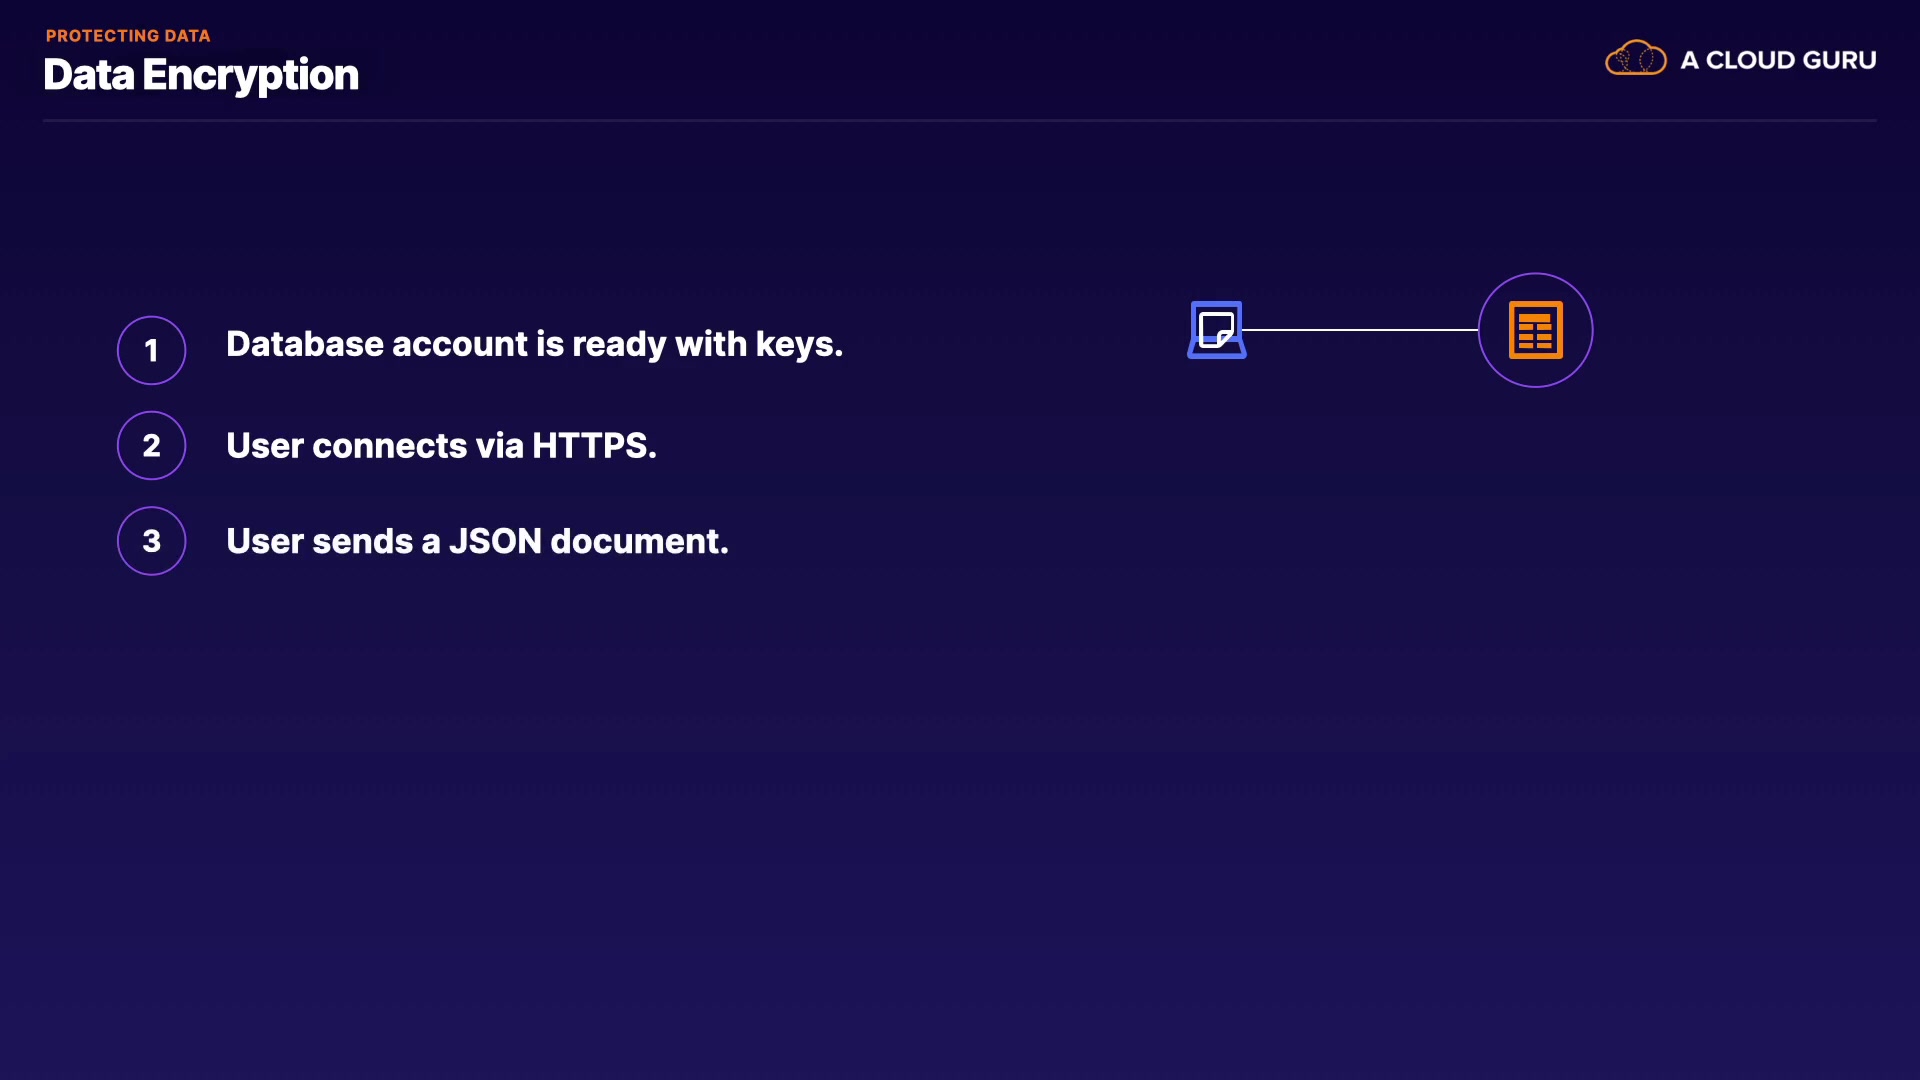 PROTECTING DATA
Data Encryption
A CLOUD GURU
1 Database account is ready with keys.
2 User connects via HTTPS.
3 User sends a JSON document.